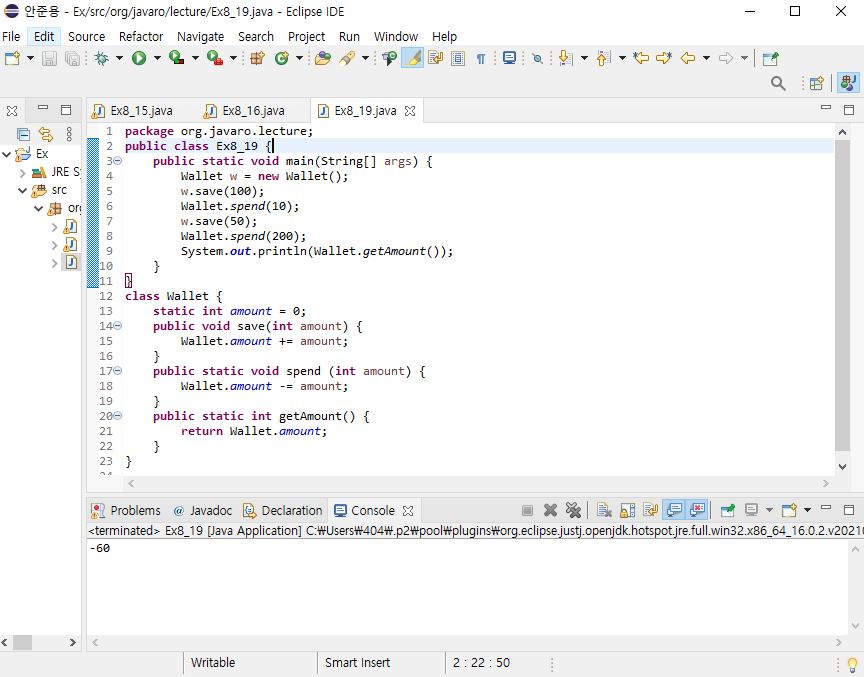 안준용 - Ex/src/org/javaro/lecture/Ex8_19.java - Eclipse IDE
File Edit Source Refactor Navigate Search Project Run Window Help
Ex8_15.java Ex8_16.java Ex8_19.java
Ex
JRE Sy
src
org
1 package org.javaro.lecture;
2 public class Ex8_19 {
3 public static void main(String[] args) {
4 Wallet w = new Wallet();
5 w.save(100);
6 Wallet.spend(10);
7 w.save(50);
8 Wallet.spend(200);
9 System.out.println(Wallet.getAmount());
10 }
11 }
12 class Wallet {
13 static int amount = 0;
14 public void save(int amount) {
15 Wallet.amount += amount;
16 }
17 public static void spend (int amount) {
18 Wallet.amount -= amount;
19 }
20 public static int getAmount() {
21 return Wallet.amount;
22 }
23 }
Problems @ Javadoc Declaration Console
<terminated> Ex8_19 [Java Application] C:₩Users₩404₩.p2₩pool₩plugins₩org.eclipse.justj.openjdk.hotspot.jre.full.win32.x86_64_16.0.2.v20210
-60
Writable Smart Insert 2 : 22 : 50